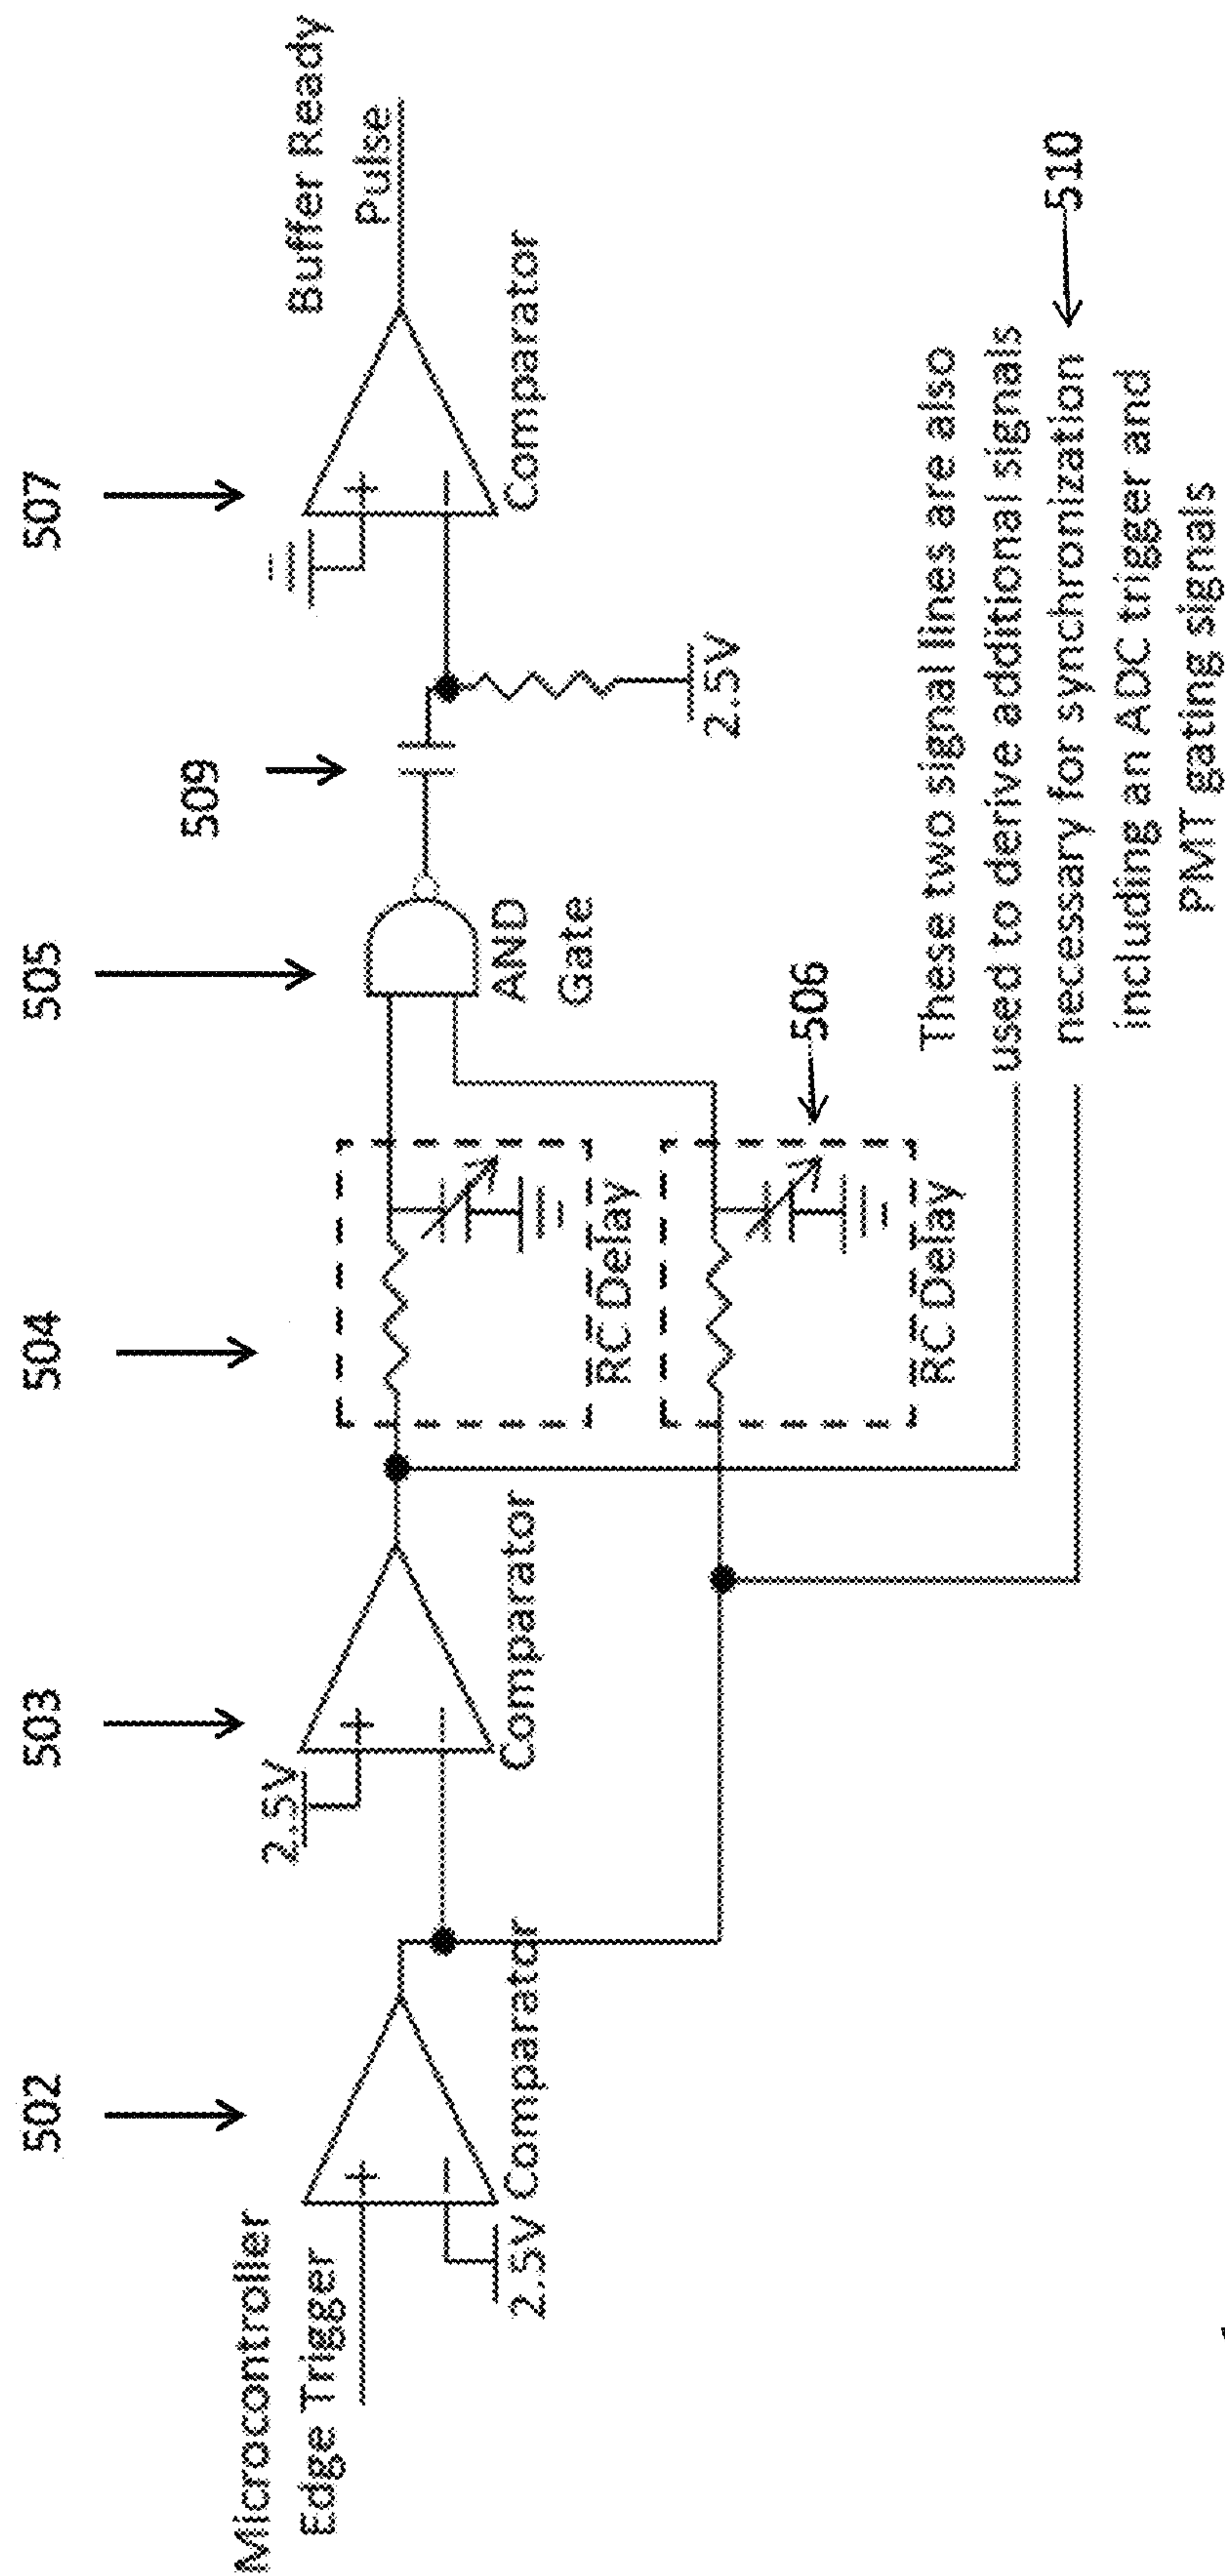 502
503
504
505
509
507
Microcontroller
Edge Trigger
+
−
2.5V
Comparator
2.5V
+
−
Comparator
RC Delay
RC Delay
506
AND
Gate
2.5V
+
−
Comparator
Buffer Ready
Pulse
These two signal lines are also
used to derive additional signals
necessary for synchronization
including an ADC trigger and
PMT gating signals
510